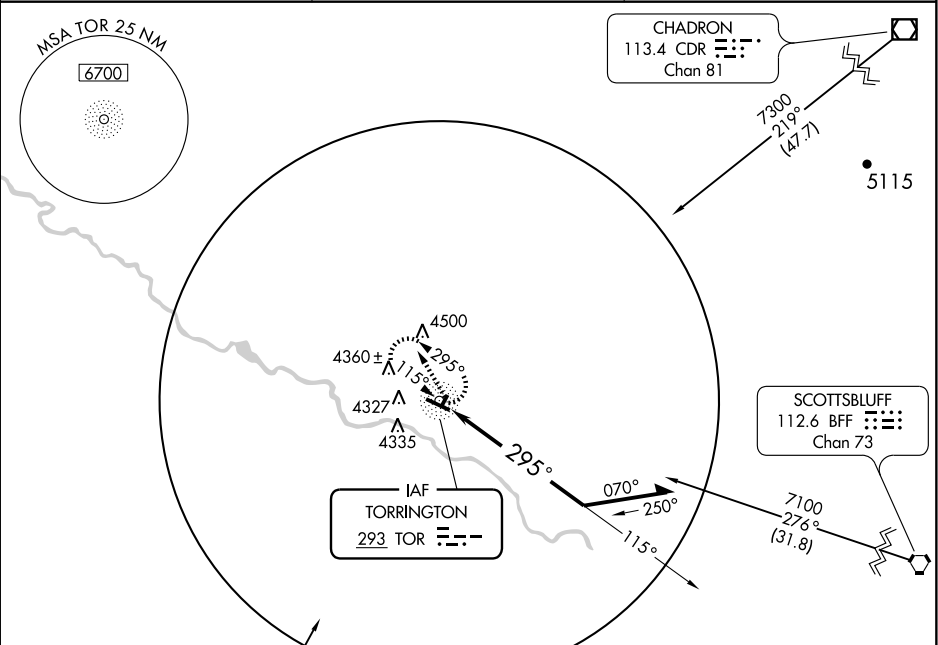 MSA TOR 25 NM
6700
CHADRON
113.4 CDR
Chan 81
7300
219°
(47.7)
5115
4500
4360 ±
295°
115°
4327
4335
295°
IAF
TORRINGTON
293 TOR
070°
250°
115°
SCOTTSBLUFF
112.6 BFF
Chan 73
7100
276°
(31.8)